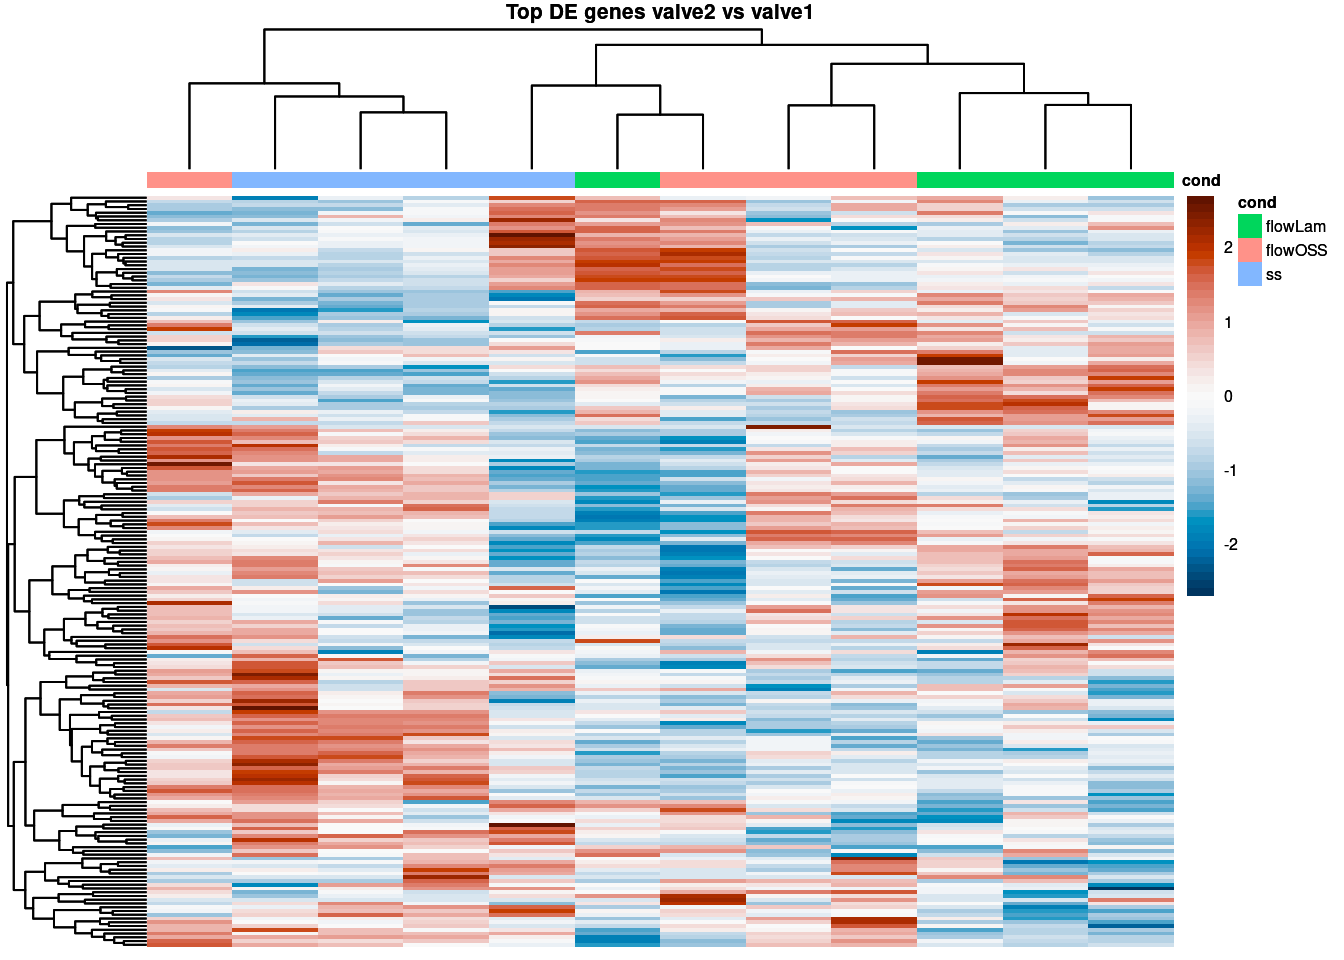 Top DE genes valve2 vs valve1
cond
cond
flowLam
flowOSS
ss
2
1
0
-1
-2